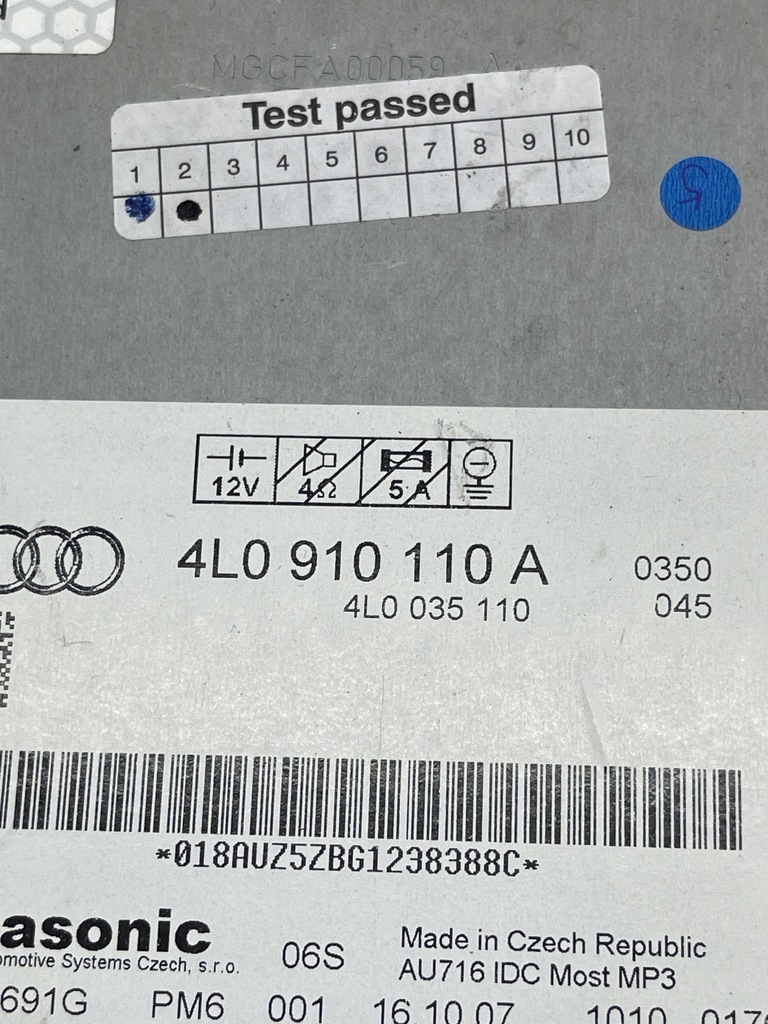 MGCFA00059 A
Test passed
1 2 3 4 5 6 7 8 9 10
5
12V 4Ω 5 A
4L0 910 110 A 0350
4L0 035 110 045
*018AUZ5ZBG1238388C*
asonic 06S Made in Czech Republic
omotive Systems Czech, s.r.o. AU716 IDC Most MP3
691G PM6 001 16.10.07 1010